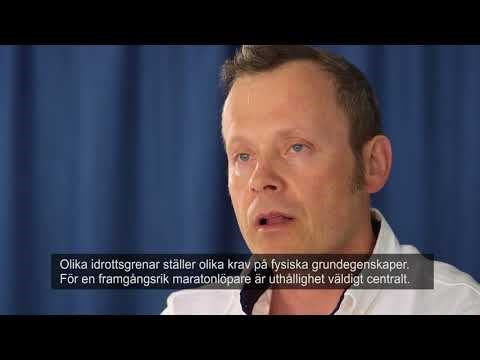 Olika idrottsgrenar ställer olika krav på fysiska grundegenskaper.
För en framgångsrik maratonlöpare är uthållighet väldigt centralt.